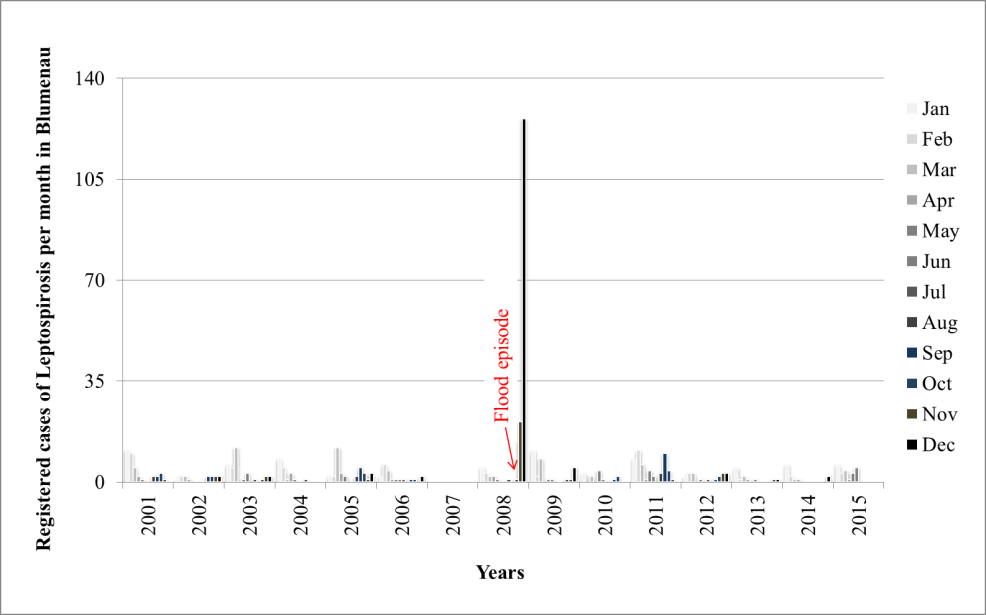 Registered cases of Leptospirosis per month in Blumenau
140
105
70
35
0
Flood episode
2001
2002
2003
2004
2005
2006
2007
2008
2009
2010
2011
2012
2013
2014
2015
Years
Jan
Feb
Mar
Apr
May
Jun
Jul
Aug
Sep
Oct
Nov
Dec